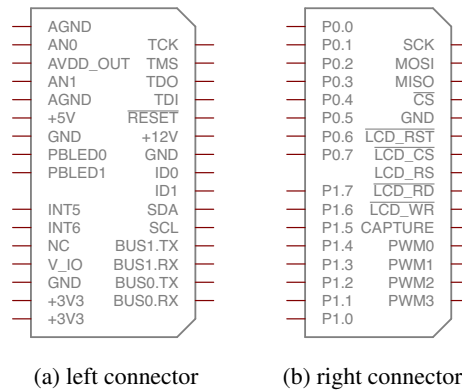 AGND
AN0 TCK
AVDD_OUT TMS
AN1 TDO
AGND TDI
+5V RESET
GND +12V
PBLED0 GND
PBLED1 ID0
ID1
INT5 SDA
INT6 SCL
NC BUS1.TX
V_IO BUS1.RX
GND BUS0.TX
+3V3 BUS0.RX
+3V3
(a) left connector
P0.0
P0.1 SCK
P0.2 MOSI
P0.3 MISO
P0.4 CS
P0.5 GND
P0.6 LCD_RST
P0.7 LCD_CS
LCD_RS
P1.7 LCD_RD
P1.6 LCD_WR
P1.5 CAPTURE
P1.4 PWM0
P1.3 PWM1
P1.2 PWM2
P1.1 PWM3
P1.0
(b) right connector